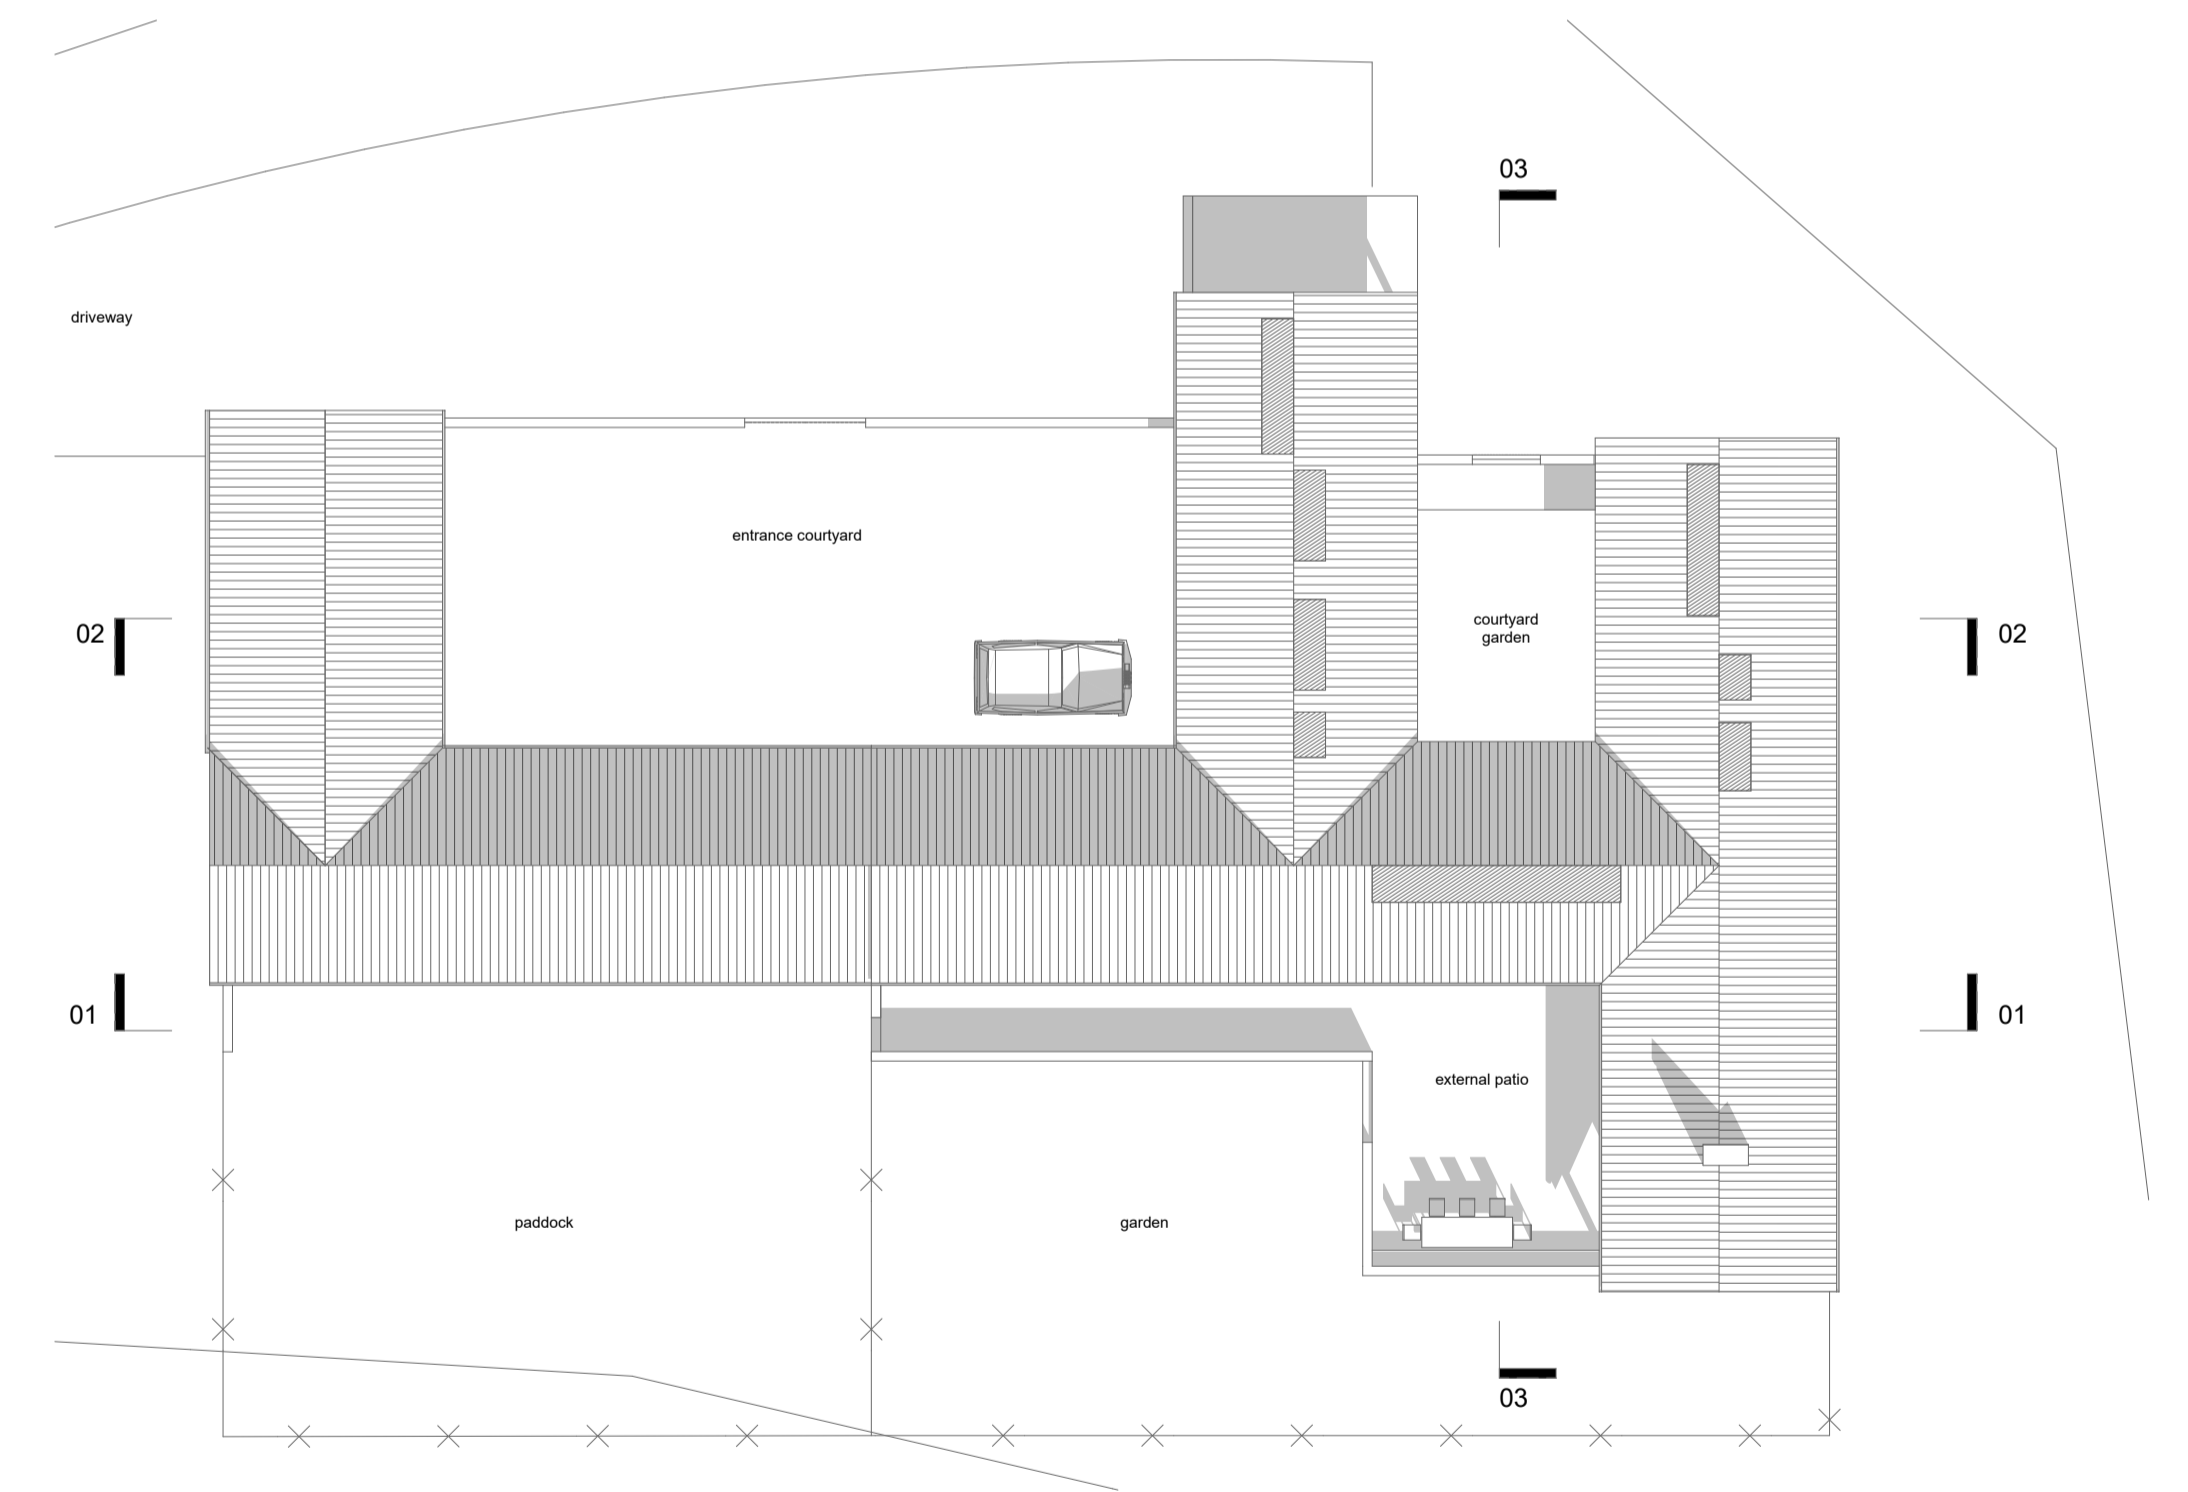 03
driveway
entrance courtyard
courtyard
garden
02
02
01
01
external patio
paddock
garden
03